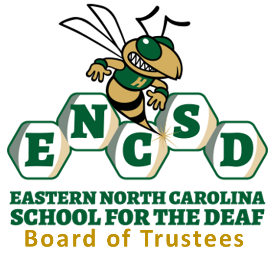 H
ENCSD
EASTERN NORTH CAROLINA
SCHOOL FOR THE DEAF
Board of Trustees